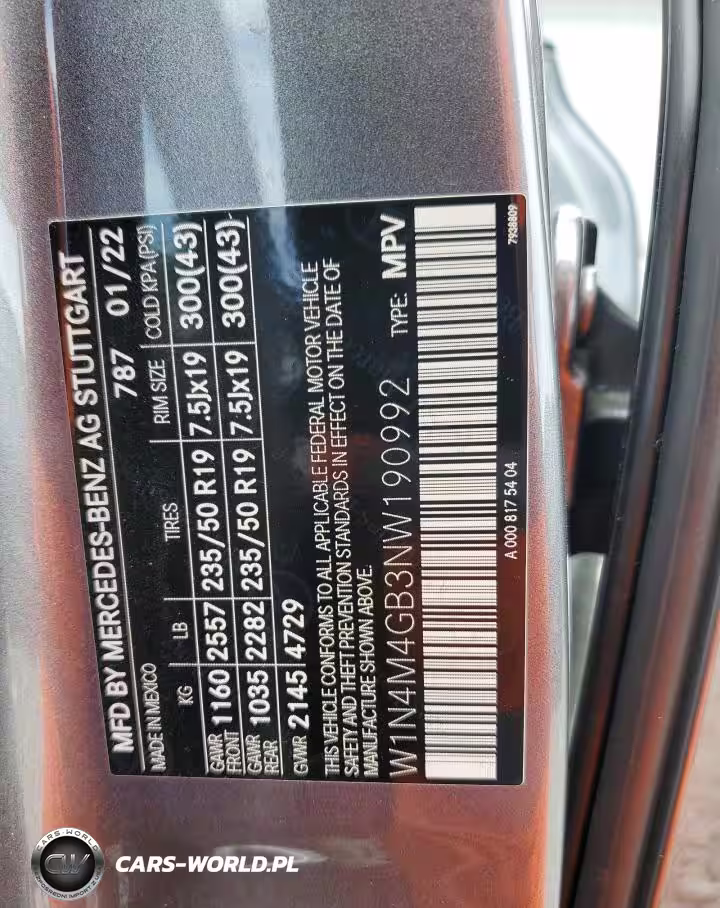 MFD BY MERCEDES-BENZ AG STUTTGART
MADE IN MEXICO 787 01/22
KG LB TIRES RIM SIZE COLD KPA(PSI)
GAWR FRONT 1160 2557 235/50 R19 7.5Jx19 300(43)
GAWR REAR 1035 2282 235/50 R19 7.5Jx19 300(43)
GVWR 2145 4729
THIS VEHICLE CONFORMS TO ALL APPLICABLE FEDERAL MOTOR VEHICLE
SAFETY AND THEFT PREVENTION STANDARDS IN EFFECT ON THE DATE OF
MANUFACTURE SHOWN ABOVE.
W1N4M4GB3NW190992 TYPE: MPV
A 000 817 54 04
7938809
CARS-WORLD
CW
CARS-WORLD.PL